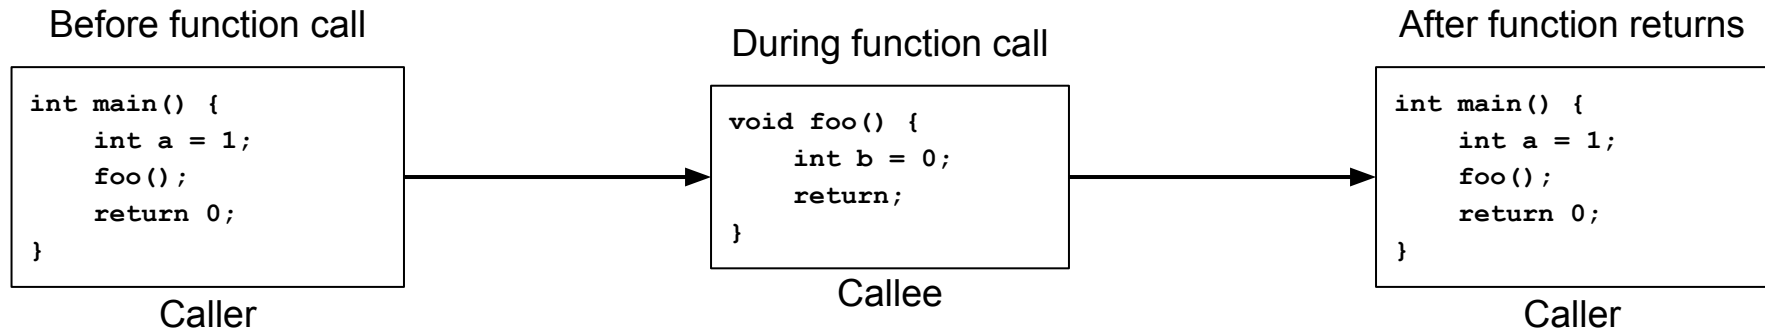 Before function call
int main() {
    int a = 1;
    foo();
    return 0;
}
Caller
During function call
void foo() {
    int b = 0;
    return;
}
Callee
After function returns
int main() {
    int a = 1;
    foo();
    return 0;
}
Caller